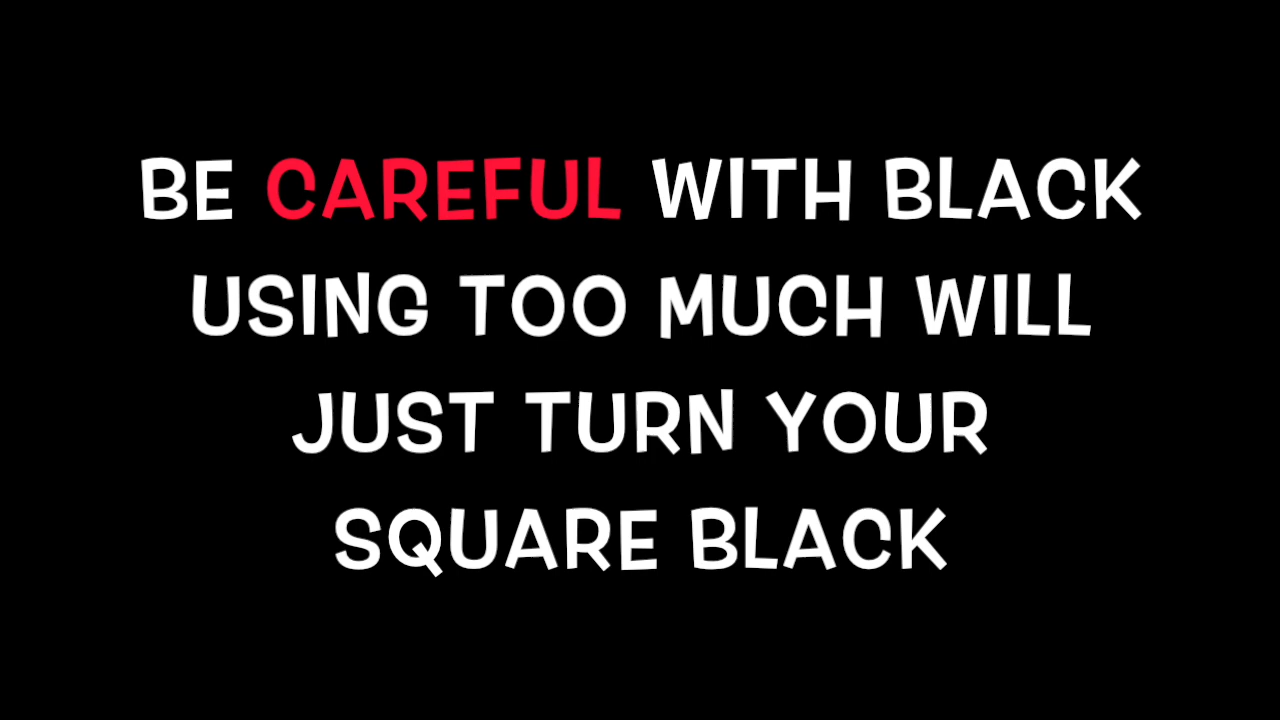 BE CAREFUL WITH BLACK
USING TOO MUCH WILL
JUST TURN YOUR
SQUARE BLACK